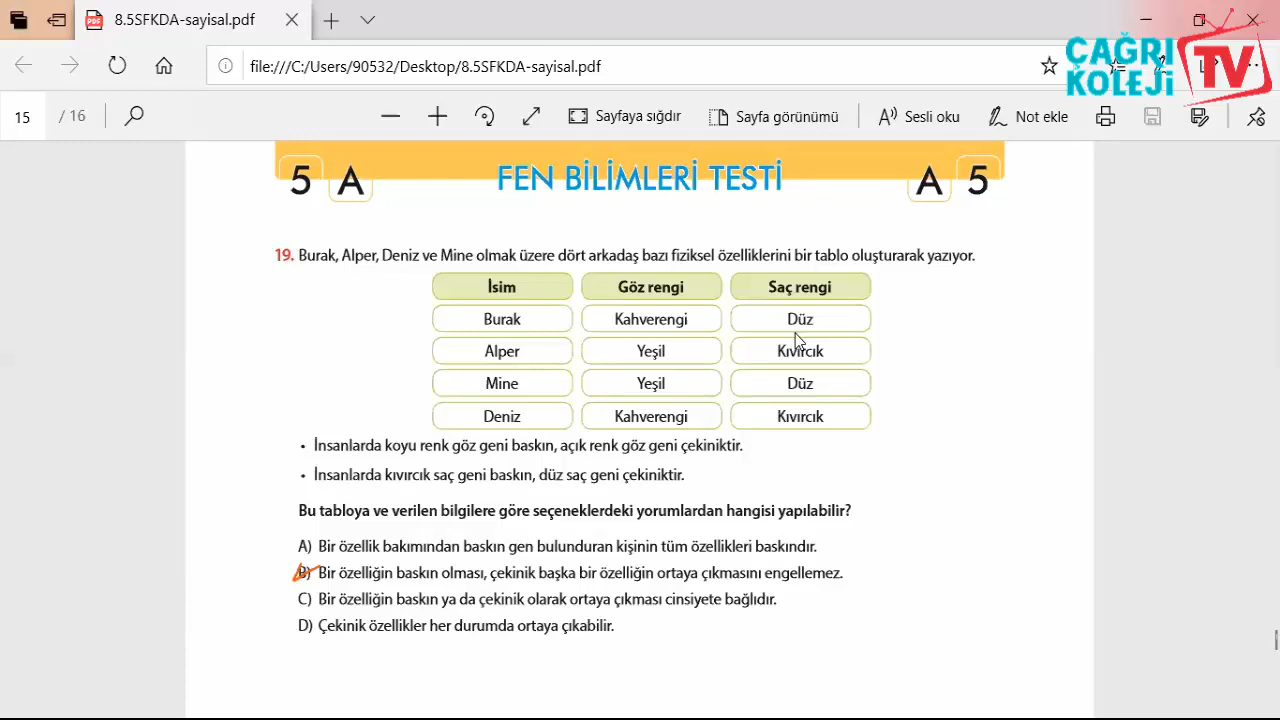 8.5SFKDA-sayisal.pdf
file:///C:/Users/90532/Desktop/8.5SFKDA-sayisal.pdf
ÇAĞRI
KOLEJİ
TV
15 / 16
Sayfaya sığdır
Sayfa görünümü
Sesli oku
Not ekle
5 A FEN BİLİMLERİ TESTİ A 5
19. Burak, Alper, Deniz ve Mine olmak üzere dört arkadaş bazı fiziksel özelliklerini bir tablo oluşturarak yazıyor.
İsim Göz rengi Saç rengi
Burak Kahverengi Düz
Alper Yeşil Kıvırcık
Mine Yeşil Düz
Deniz Kahverengi Kıvırcık
• İnsanlarda koyu renk göz geni baskın, açık renk göz geni çekiniktir.
• İnsanlarda kıvırcık saç geni baskın, düz saç geni çekiniktir.
Bu tabloya ve verilen bilgilere göre seçeneklerdeki yorumlardan hangisi yapılabilir?
A) Bir özellik bakımından baskın gen bulunduran kişinin tüm özellikleri baskındır.
B) Bir özelliğin baskın olması, çekinik başka bir özelliğin ortaya çıkmasını engellemez.
C) Bir özelliğin baskın ya da çekinik olarak ortaya çıkması cinsiyete bağlıdır.
D) Çekinik özellikler her durumda ortaya çıkabilir.